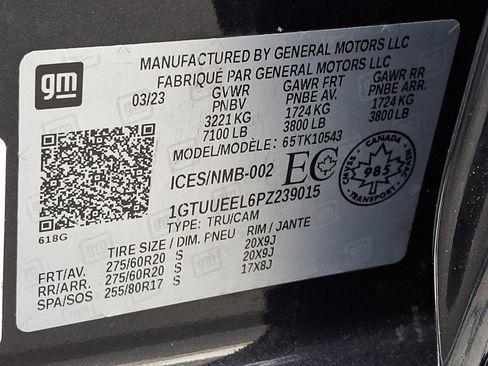 gm
MANUFACTURED BY GENERAL MOTORS LLC
FABRIQUÉ PAR GENERAL MOTORS LLC
03/23 GVWR GAWR FRT GAWR RR
PNBV PNBE AV. PNBE ARR.
3221 KG 1724 KG 1724 KG
7100 LB 3800 LB 3800 LB
MODEL/MODÈLE: 65TK10543
ICES/NMB-002 EC
CANADA
985
TRANSPORT
1GTUUEEL6PZ239015
618G
TYPE: TRU/CAM
TIRE SIZE / DIM. PNEU RIM / JANTE
FRT/AV. 275/60R20 S 20X9J
RR/ARR. 275/60R20 S 20X9J
SPA/SOS 255/80R17 S 17X8J